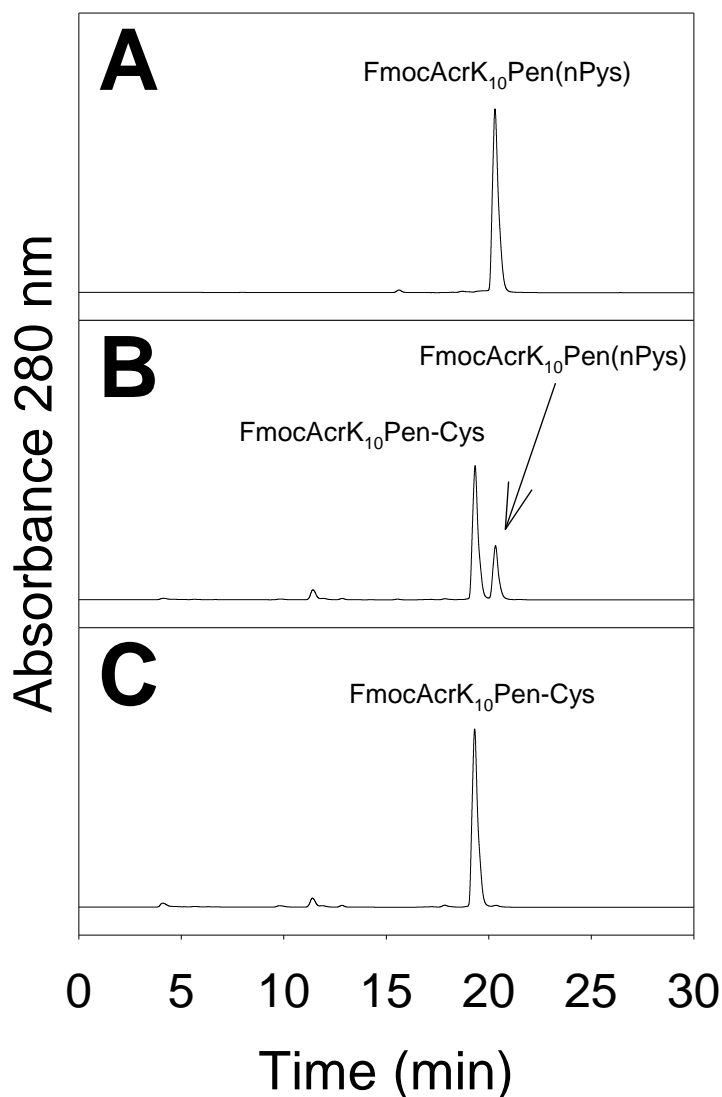 A
FmocAcrK₁₀Pen(nPys)
B
FmocAcrK₁₀Pen(nPys)
FmocAcrK₁₀Pen-Cys
C
FmocAcrK₁₀Pen-Cys
Absorbance 280 nm
0 5 10 15 20 25 30
Time (min)